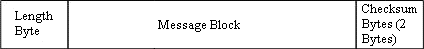 Length
Byte
Message Block
Checksum
Bytes (2
Bytes)